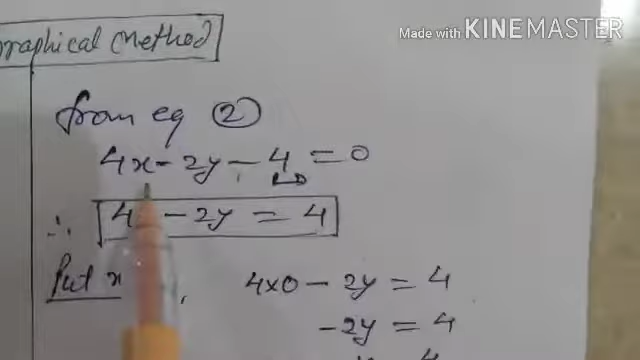 Made with KINEMASTER
raphical Method
from eq ②
4x - 2y - 4 = 0
∴ 4 - 2y = 4
Put x , 4×0 - 2y = 4
-2y = 4
4